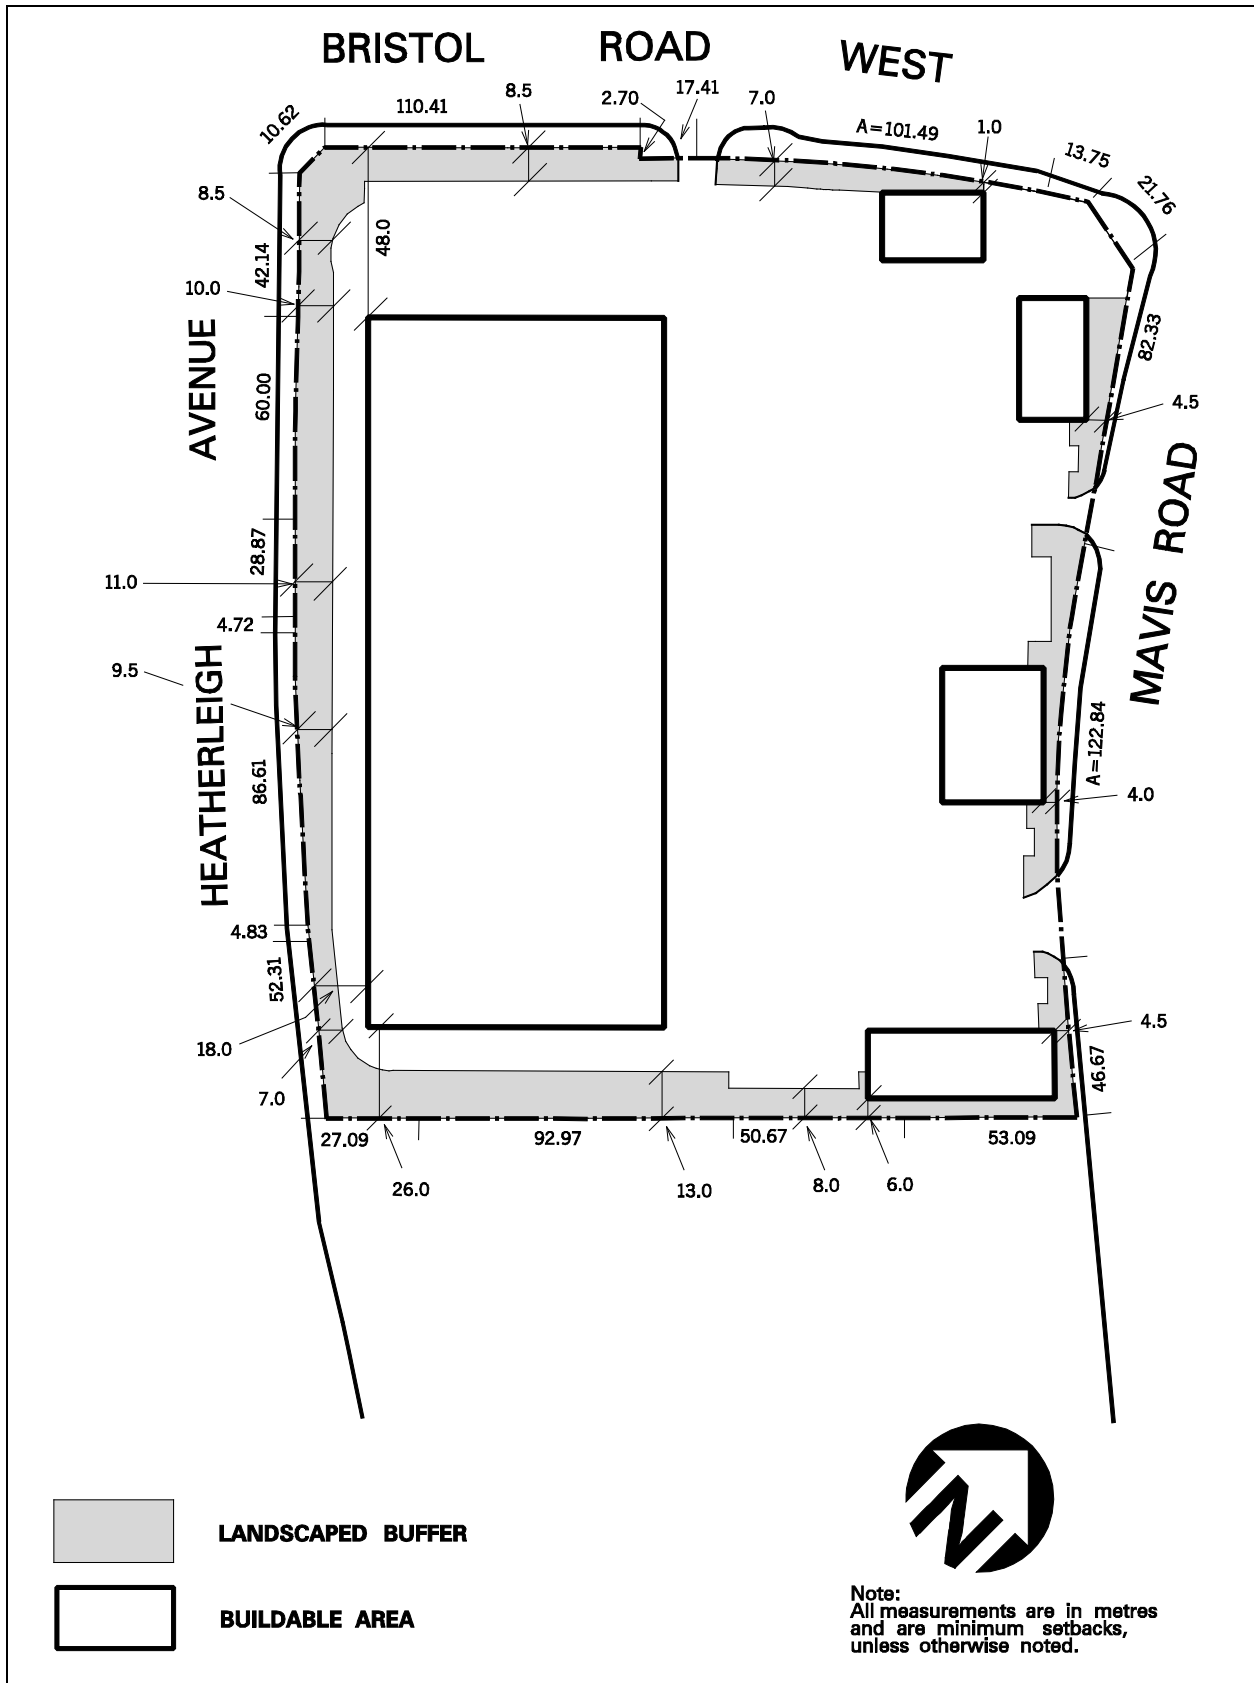 BRISTOL ROAD WEST
10.62
110.41
8.5
2.70
17.41
7.0
A=101.49
1.0
13.75
21.76
8.5
42.14
48.0
10.0
82.33
AVENUE
60.00
4.5
MAVIS ROAD
28.87
11.0
4.72
9.5
HEATHERLEIGH
86.61
A=122.84
4.0
4.83
52.31
18.0
4.5
46.67
7.0
27.09
92.97
50.67
53.09
26.0
13.0
8.0
6.0
N
LANDSCAPED BUFFER
BUILDABLE AREA
Note:
All measurements are in metres
and are minimum setbacks,
unless otherwise noted.